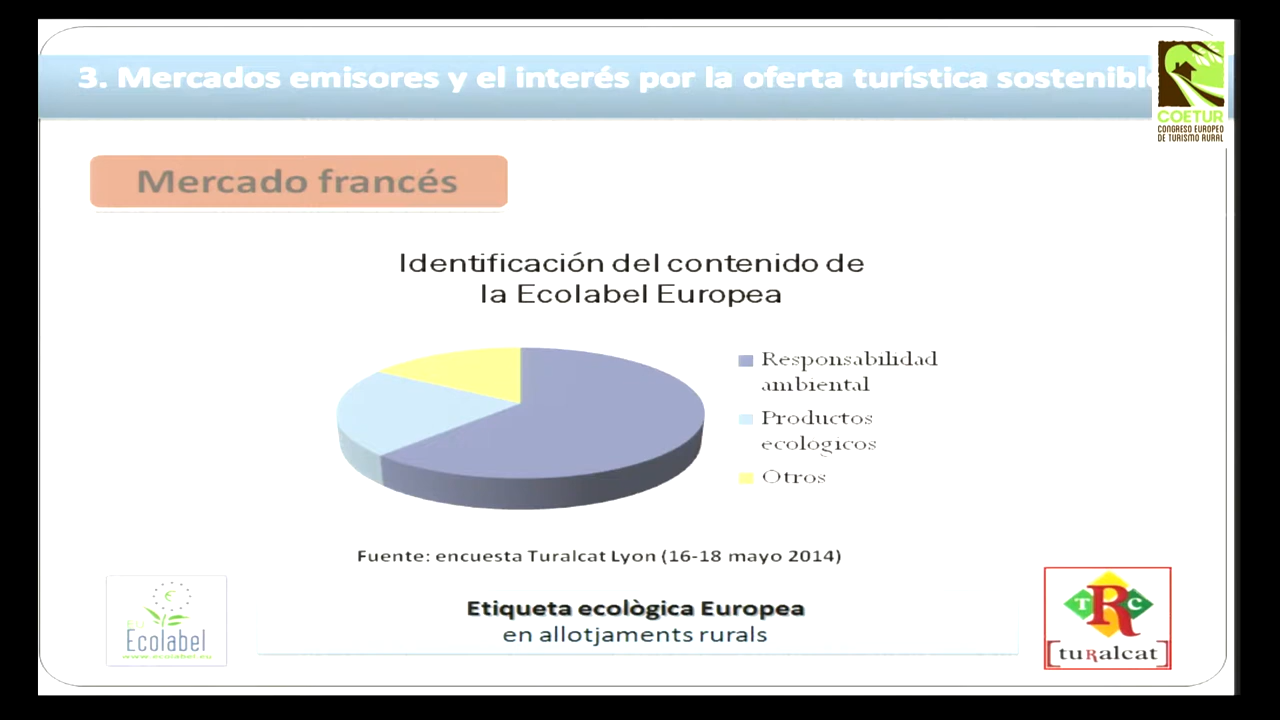 3. Mercados emisores y el interés por la oferta turística sostenible
COETUR
CONGRESO EUROPEO
DE TURISMO RURAL
Mercado francés
Identificación del contenido de
la Ecolabel Europea
Responsabilidad
ambiental
Productos
ecologicos
Otros
Fuente: encuesta Turalcat Lyon (16-18 mayo 2014)
Etiqueta ecològica Europea
en allotjaments rurals
EU
Ecolabel
T R C
[tuRalcat]